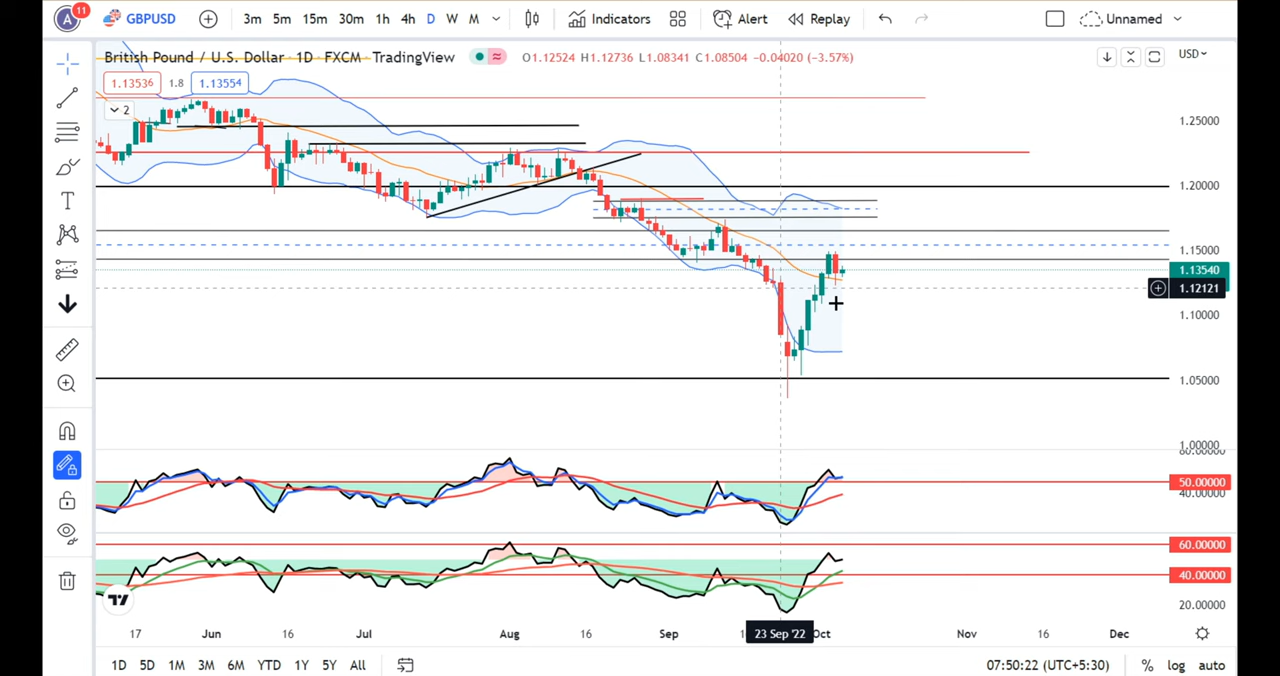 A 11 GBPUSD 3m 5m 15m 30m 1h 4h D W M Indicators Alert Replay Unnamed
British Pound / U.S. Dollar · 1D · FXCM · TradingView O1.12524 H1.12736 L1.08341 C1.08504 -0.04020 (-3.57%) USD
1.13536 1.8 1.13554
2
1.25000
1.20000
1.15000
1.13540
1.12121
1.10000
1.05000
1.00000
50.00000
40.00000
60.00000
40.00000
20.00000
17 Jun 16 Jul Aug 16 Sep 23 Sep '22 Oct Nov 16 Dec
1D 5D 1M 3M 6M YTD 1Y 5Y All 07:50:22 (UTC+5:30) % log auto